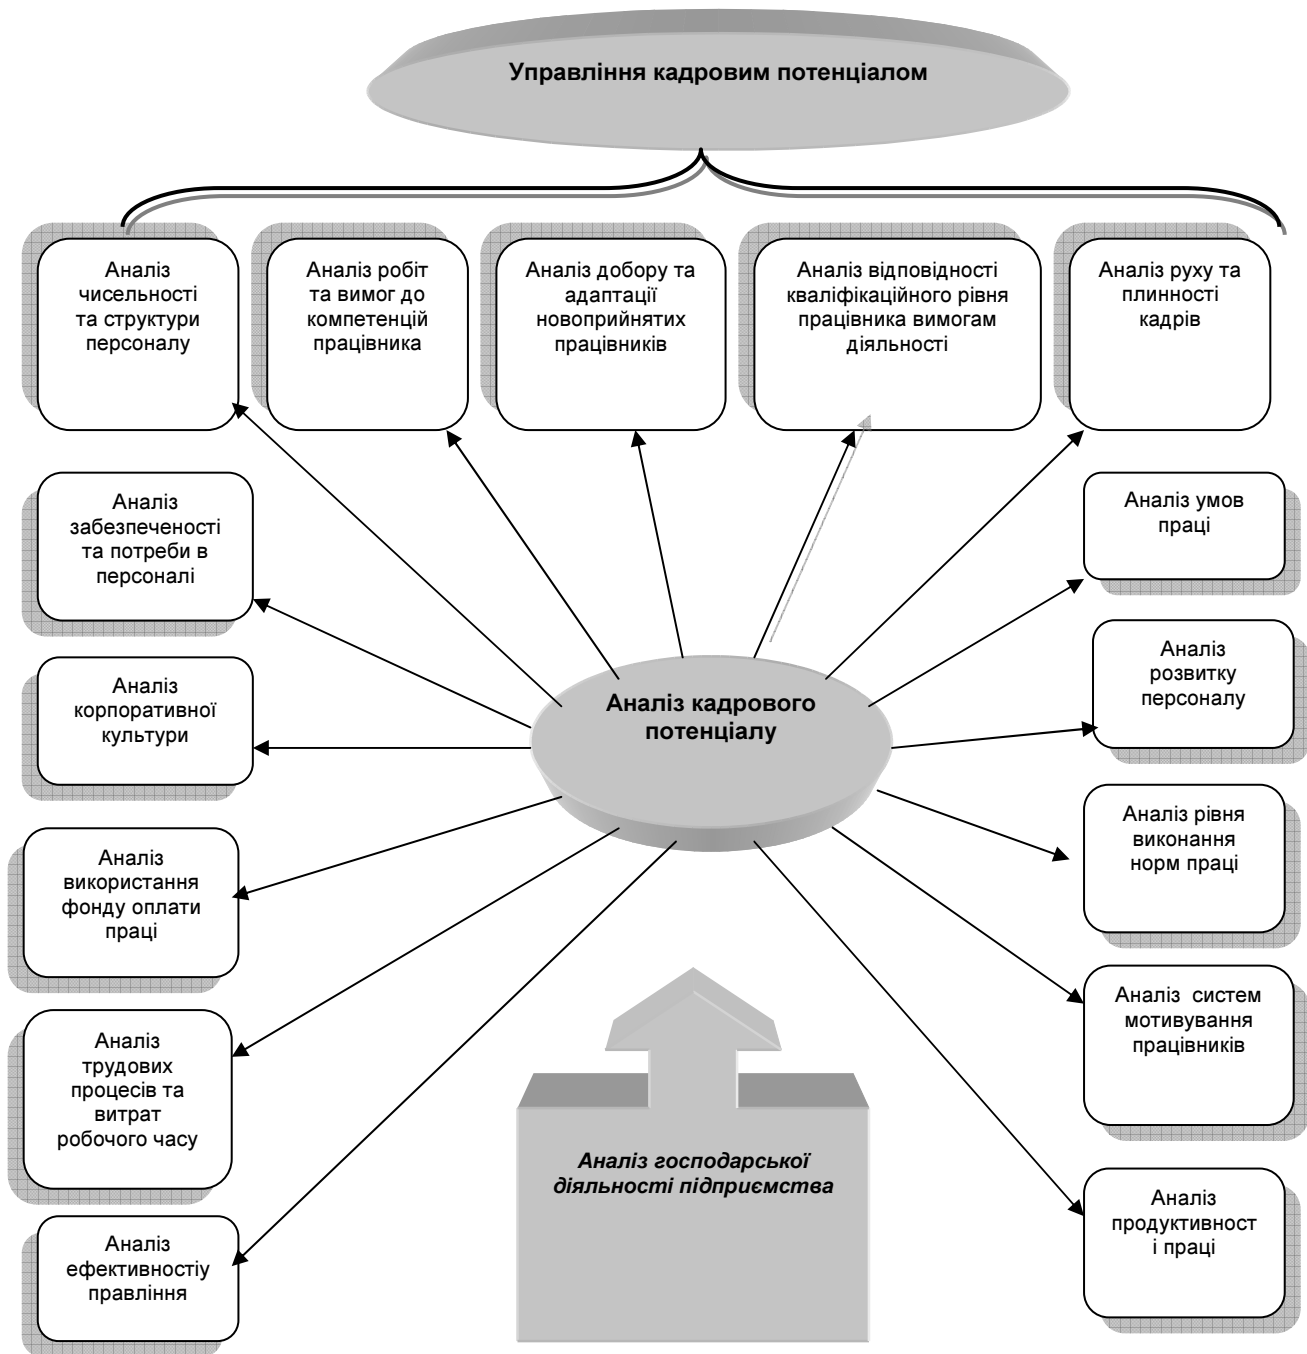 Управління кадровим потенціалом
Аналіз
чисельності
та структури
персоналу
Аналіз робіт
та вимог до
компетенцій
працівника
Аналіз добору та
адаптації
новоприйнятих
працівників
Аналіз відповідності
кваліфікаційного рівня
працівника вимогам
діяльності
Аналіз руху та
плинності
кадрів
Аналіз
забезпеченості
та потреби в
персоналі
Аналіз умов
праці
Аналіз
корпоративної
культури
Аналіз кадрового
потенціалу
Аналіз
розвитку
персоналу
Аналіз
використання
фонду оплати
праці
Аналіз рівня
виконання
норм праці
Аналіз
трудових
процесів та
витрат
робочого часу
Аналіз систем
мотивування
працівників
Аналіз господарської
діяльності підприємства
Аналіз
ефективностіу
правління
Аналіз
продуктивност
і праці